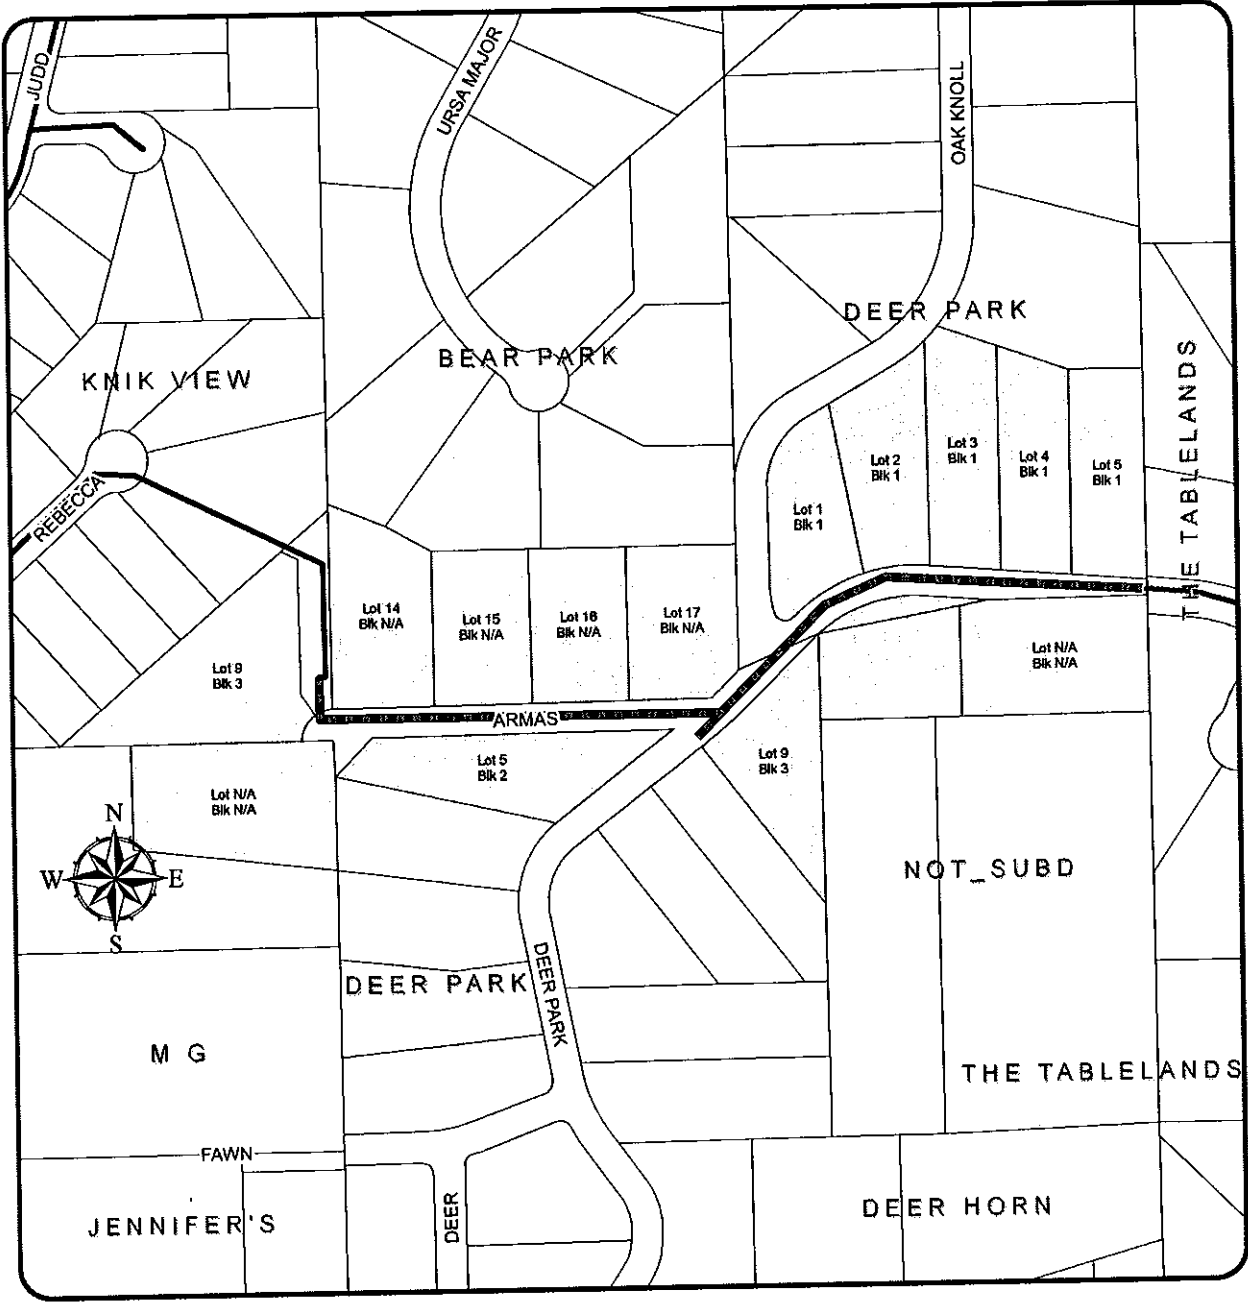 JUDD
URSA MAJOR
OAK KNOLL
DEER PARK
BEAR PARK
KNIK VIEW
THE TABLELANDS
Lot 3
Blk 1
Lot 2
Blk 1
Lot 4
Blk 1
Lot 5
Blk 1
Lot 1
Blk 1
REBECCA
Lot 14
Blk N/A
Lot 15
Blk N/A
Lot 16
Blk N/A
Lot 17
Blk N/A
Lot N/A
Blk N/A
Lot 9
Blk 3
ARMAS
Lot 5
Blk 2
Lot 9
Blk 3
Lot N/A
Blk N/A
N
W
E
S
NOT_SUBD
DEER PARK
DEER PARK
M G
THE TABLELANDS
FAWN
DEER
JENNIFER'S
DEER HORN